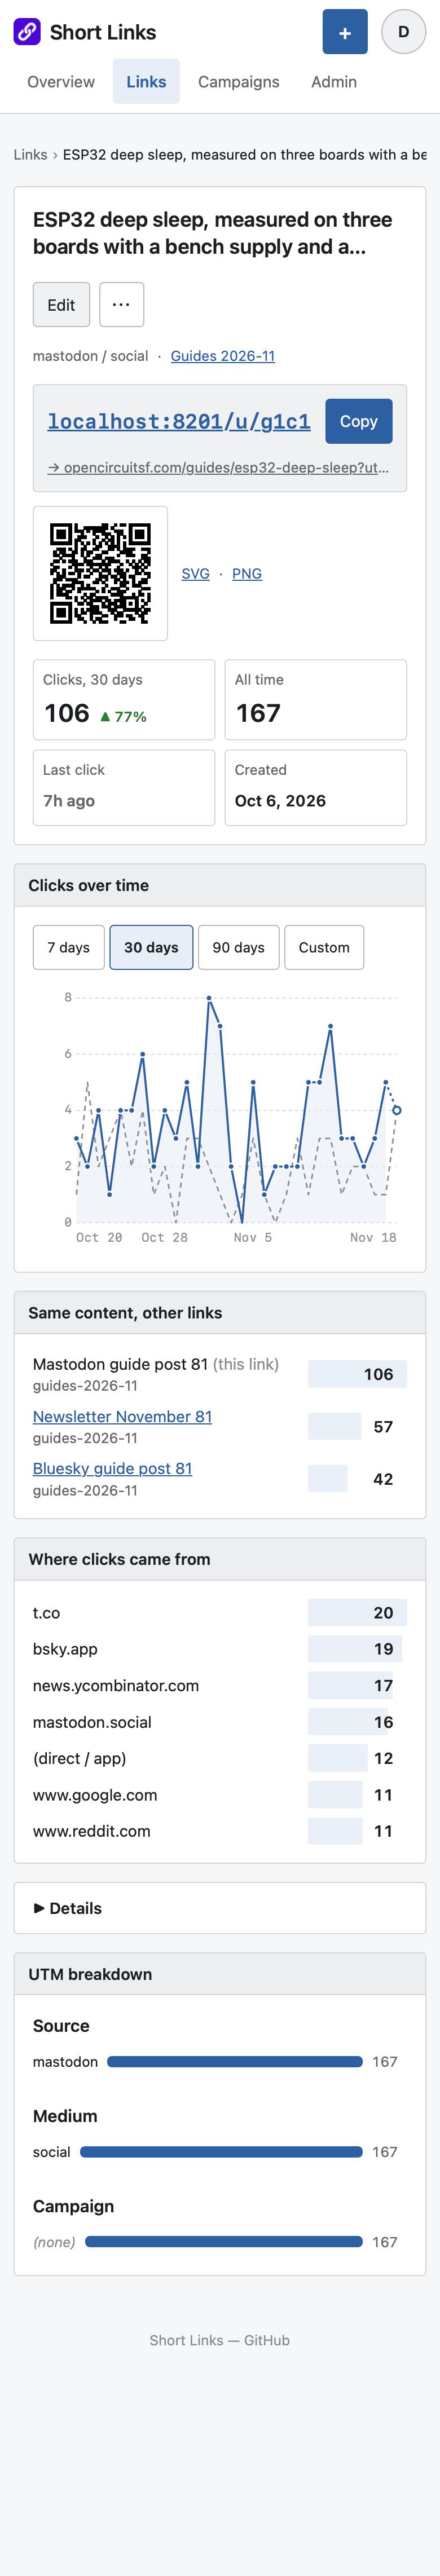 Short Links
+
D
Overview
Links
Campaigns
Admin
Links › ESP32 deep sleep, measured on three boards with a be
ESP32 deep sleep, measured on three
boards with a bench supply and a...
Edit
...
mastodon / social · Guides 2026-11
localhost:8201/u/g1c1
Copy
→ opencircuitsf.com/guides/esp32-deep-sleep?ut...
SVG · PNG
Clicks, 30 days
106 ▲ 77%
All time
167
Last click
7h ago
Created
Oct 6, 2026
Clicks over time
7 days
30 days
90 days
Custom
8
6
4
2
0
Oct 20
Oct 28
Nov 5
Nov 18
Same content, other links
Mastodon guide post 81 (this link)
guides-2026-11
106
Newsletter November 81
guides-2026-11
57
Bluesky guide post 81
guides-2026-11
42
Where clicks came from
t.co 20
bsky.app 19
news.ycombinator.com 17
mastodon.social 16
(direct / app) 12
www.google.com 11
www.reddit.com 11
▶ Details
UTM breakdown
Source
mastodon 167
Medium
social 167
Campaign
(none) 167
Short Links — GitHub